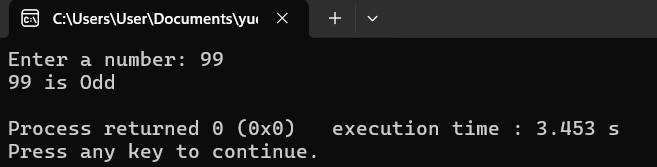 C:\Users\User\Documents\yu
Enter a number: 99
99 is Odd
Process returned 0 (0x0)   execution time : 3.453 s
Press any key to continue.